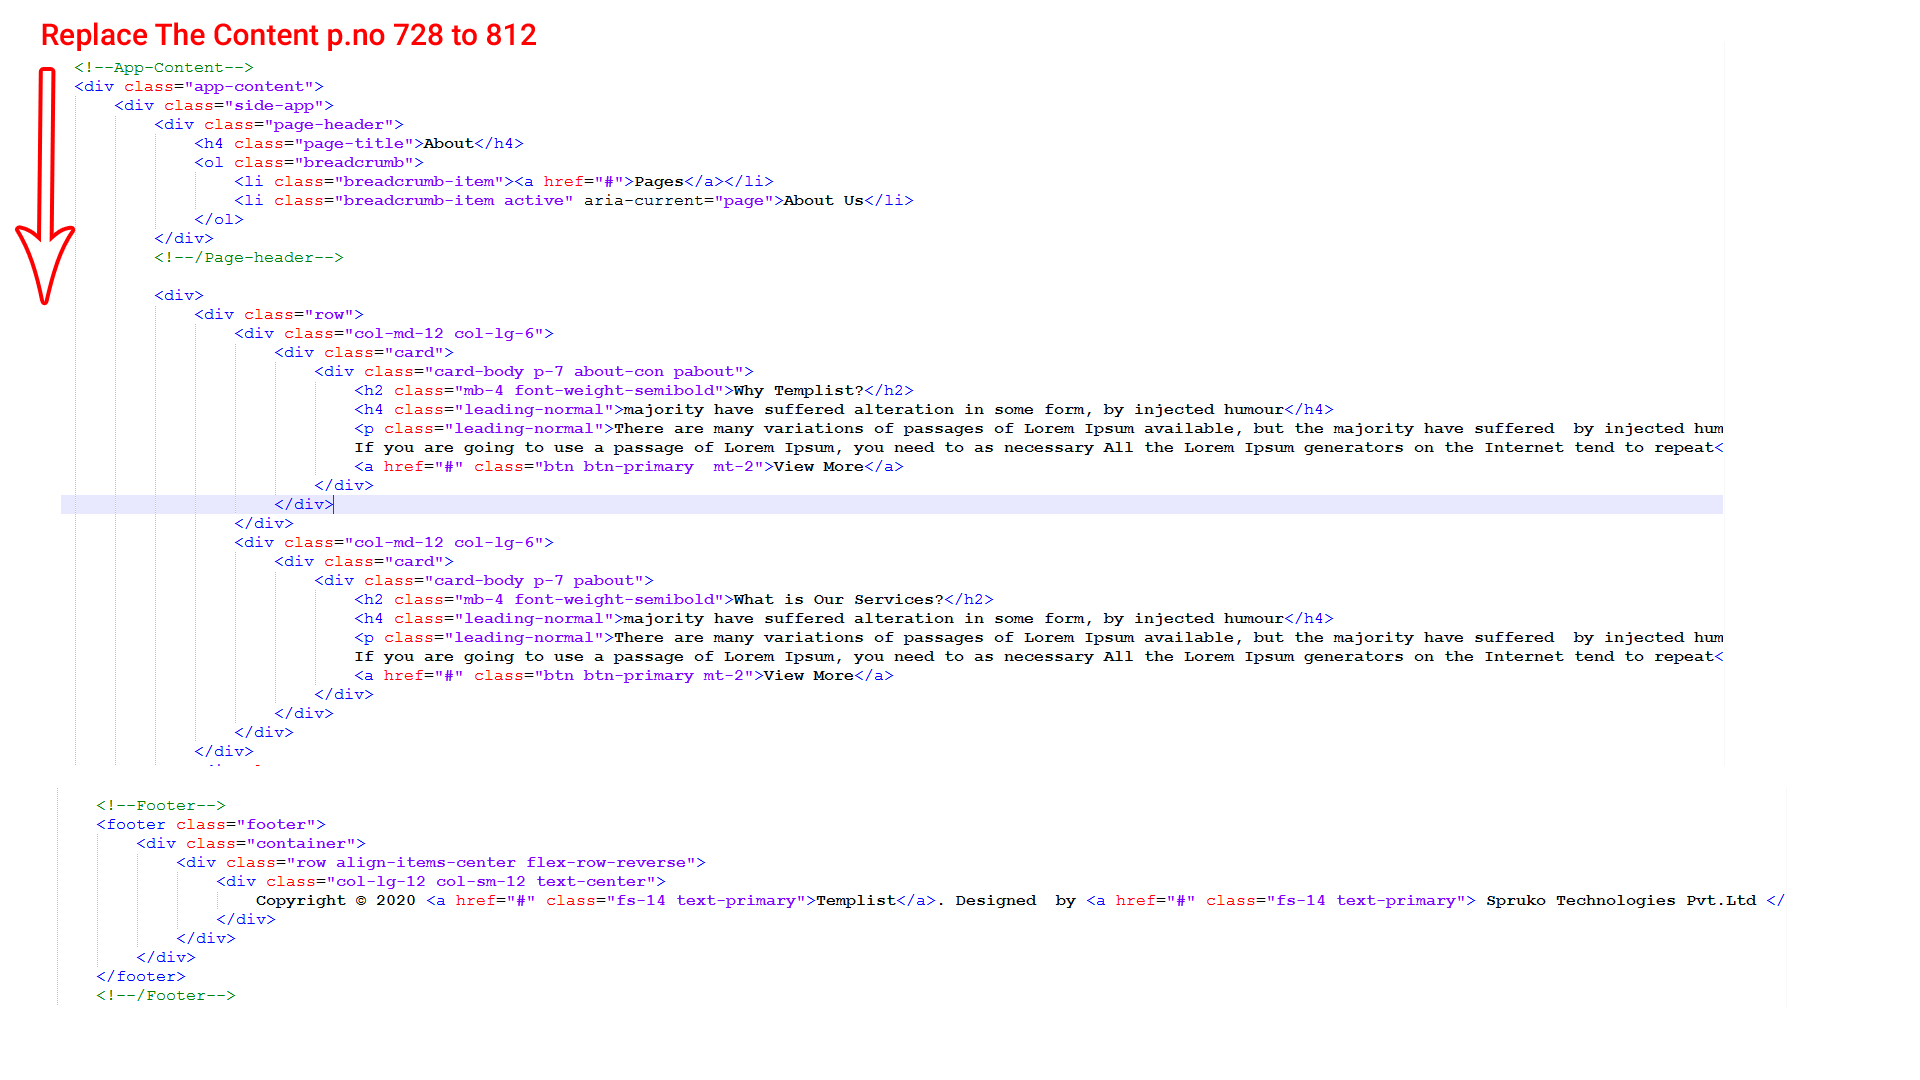 Replace The Content p.no 728 to 812
<!--App-Content-->
<div class="app-content">
<div class="side-app">
<div class="page-header">
<h4 class="page-title">About</h4>
<ol class="breadcrumb">
<li class="breadcrumb-item"><a href="#">Pages</a></li>
<li class="breadcrumb-item active" aria-current="page">About Us</li>
</ol>
</div>
<!--/Page-header-->
<div>
<div class="row">
<div class="col-md-12 col-lg-6">
<div class="card">
<div class="card-body p-7 about-con pabout">
<h2 class="mb-4 font-weight-semibold">Why Templist?</h2>
<h4 class="leading-normal">majority have suffered alteration in some form, by injected humour</h4>
<p class="leading-normal">There are many variations of passages of Lorem Ipsum available, but the majority have suffered  by injected hum
If you are going to use a passage of Lorem Ipsum, you need to as necessary All the Lorem Ipsum generators on the Internet tend to repeat<
<a href="#" class="btn btn-primary  mt-2">View More</a>
</div>
</div>
</div>
<div class="col-md-12 col-lg-6">
<div class="card">
<div class="card-body p-7 pabout">
<h2 class="mb-4 font-weight-semibold">What is Our Services?</h2>
<h4 class="leading-normal">majority have suffered alteration in some form, by injected humour</h4>
<p class="leading-normal">There are many variations of passages of Lorem Ipsum available, but the majority have suffered  by injected hum
If you are going to use a passage of Lorem Ipsum, you need to as necessary All the Lorem Ipsum generators on the Internet tend to repeat<
<a href="#" class="btn btn-primary mt-2">View More</a>
</div>
</div>
</div>
</div>
<!--Footer-->
<footer class="footer">
<div class="container">
<div class="row align-items-center flex-row-reverse">
<div class="col-lg-12 col-sm-12 text-center">
Copyright © 2020 <a href="#" class="fs-14 text-primary">Templist</a>. Designed  by <a href="#" class="fs-14 text-primary"> Spruko Technologies Pvt.Ltd </
</div>
</div>
</div>
</footer>
<!--/Footer-->